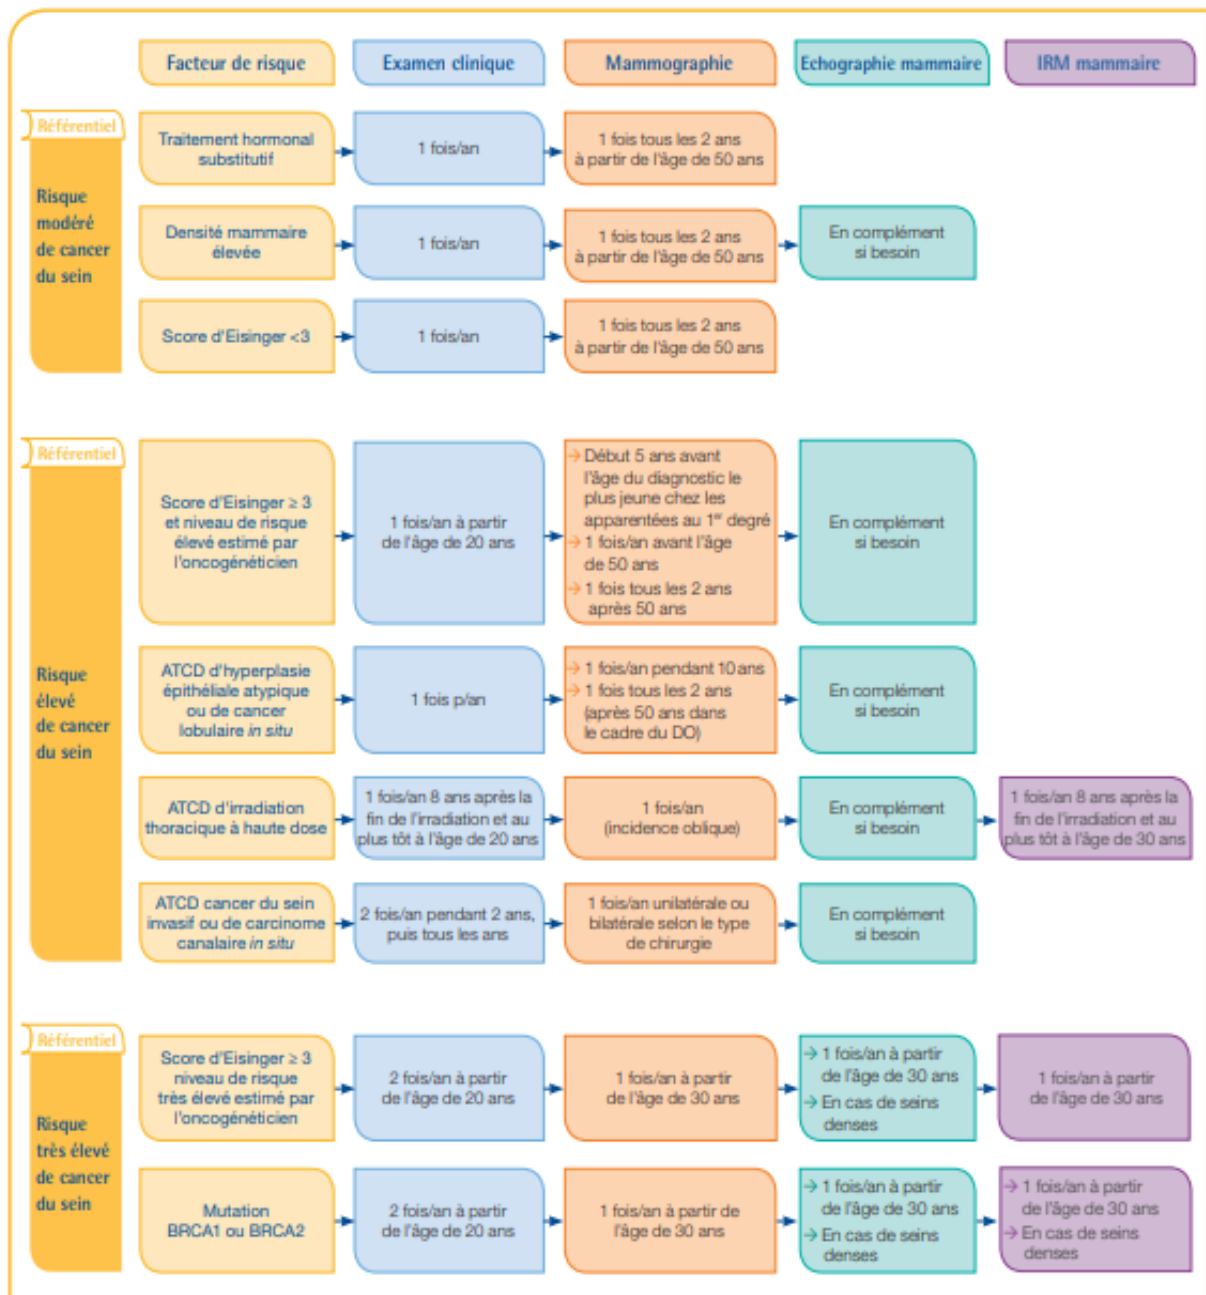 Facteur de risque
Examen clinique
Mammographie
Echographie mammaire
IRM mammaire
Référentiel
Risque
modéré
de cancer
du sein
Traitement hormonal
substitutif
1 fois/an
1 fois tous les 2 ans
à partir de l'âge de 50 ans
Densité mammaire
élevée
1 fois/an
1 fois tous les 2 ans
à partir de l'âge de 50 ans
En complément
si besoin
Score d'Eisinger <3
1 fois/an
1 fois tous les 2 ans
à partir de l'âge de 50 ans
Référentiel
Risque
élevé
de cancer
du sein
Score d'Eisinger ≥ 3
et niveau de risque
élevé estimé par
l'oncogénéticien
1 fois/an à partir
de l'âge de 20 ans
→ Début 5 ans avant
l'âge du diagnostic le
plus jeune chez les
apparentées au 1er degré
→ 1 fois/an avant l'âge
de 50 ans
→ 1 fois tous les 2 ans
après 50 ans
En complément
si besoin
ATCD d'hyperplasie
épithéliale atypique
ou de cancer
lobulaire in situ
1 fois p/an
→ 1 fois/an pendant 10 ans
→ 1 fois tous les 2 ans
(après 50 ans dans
le cadre du DO)
En complément
si besoin
ATCD d'irradiation
thoracique à haute dose
1 fois/an 8 ans après la
fin de l'irradiation et au
plus tôt à l'âge de 20 ans
1 fois/an
(incidence oblique)
En complément
si besoin
1 fois/an 8 ans après la
fin de l'irradiation et au
plus tôt à l'âge de 30 ans
ATCD cancer du sein
invasif ou de carcinome
canalaire in situ
2 fois/an pendant 2 ans,
puis tous les ans
1 fois/an unilatérale ou
bilatérale selon le type
de chirurgie
En complément
si besoin
Référentiel
Risque
très élevé
de cancer
du sein
Score d'Eisinger ≥ 3
niveau de risque
très élevé estimé par
l'oncogénéticien
2 fois/an à partir
de l'âge de 20 ans
1 fois/an à partir
de l'âge de 30 ans
→ 1 fois/an à partir
de l'âge de 30 ans
→ En cas de seins
denses
1 fois/an à partir
de l'âge de 30 ans
Mutation
BRCA1 ou BRCA2
2 fois/an à partir
de l'âge de 20 ans
1 fois/an à partir de
l'âge de 30 ans
→ 1 fois/an à partir
de l'âge de 30 ans
→ En cas de seins
denses
→ 1 fois/an à partir
de l'âge de 30 ans
→ En cas de seins
denses